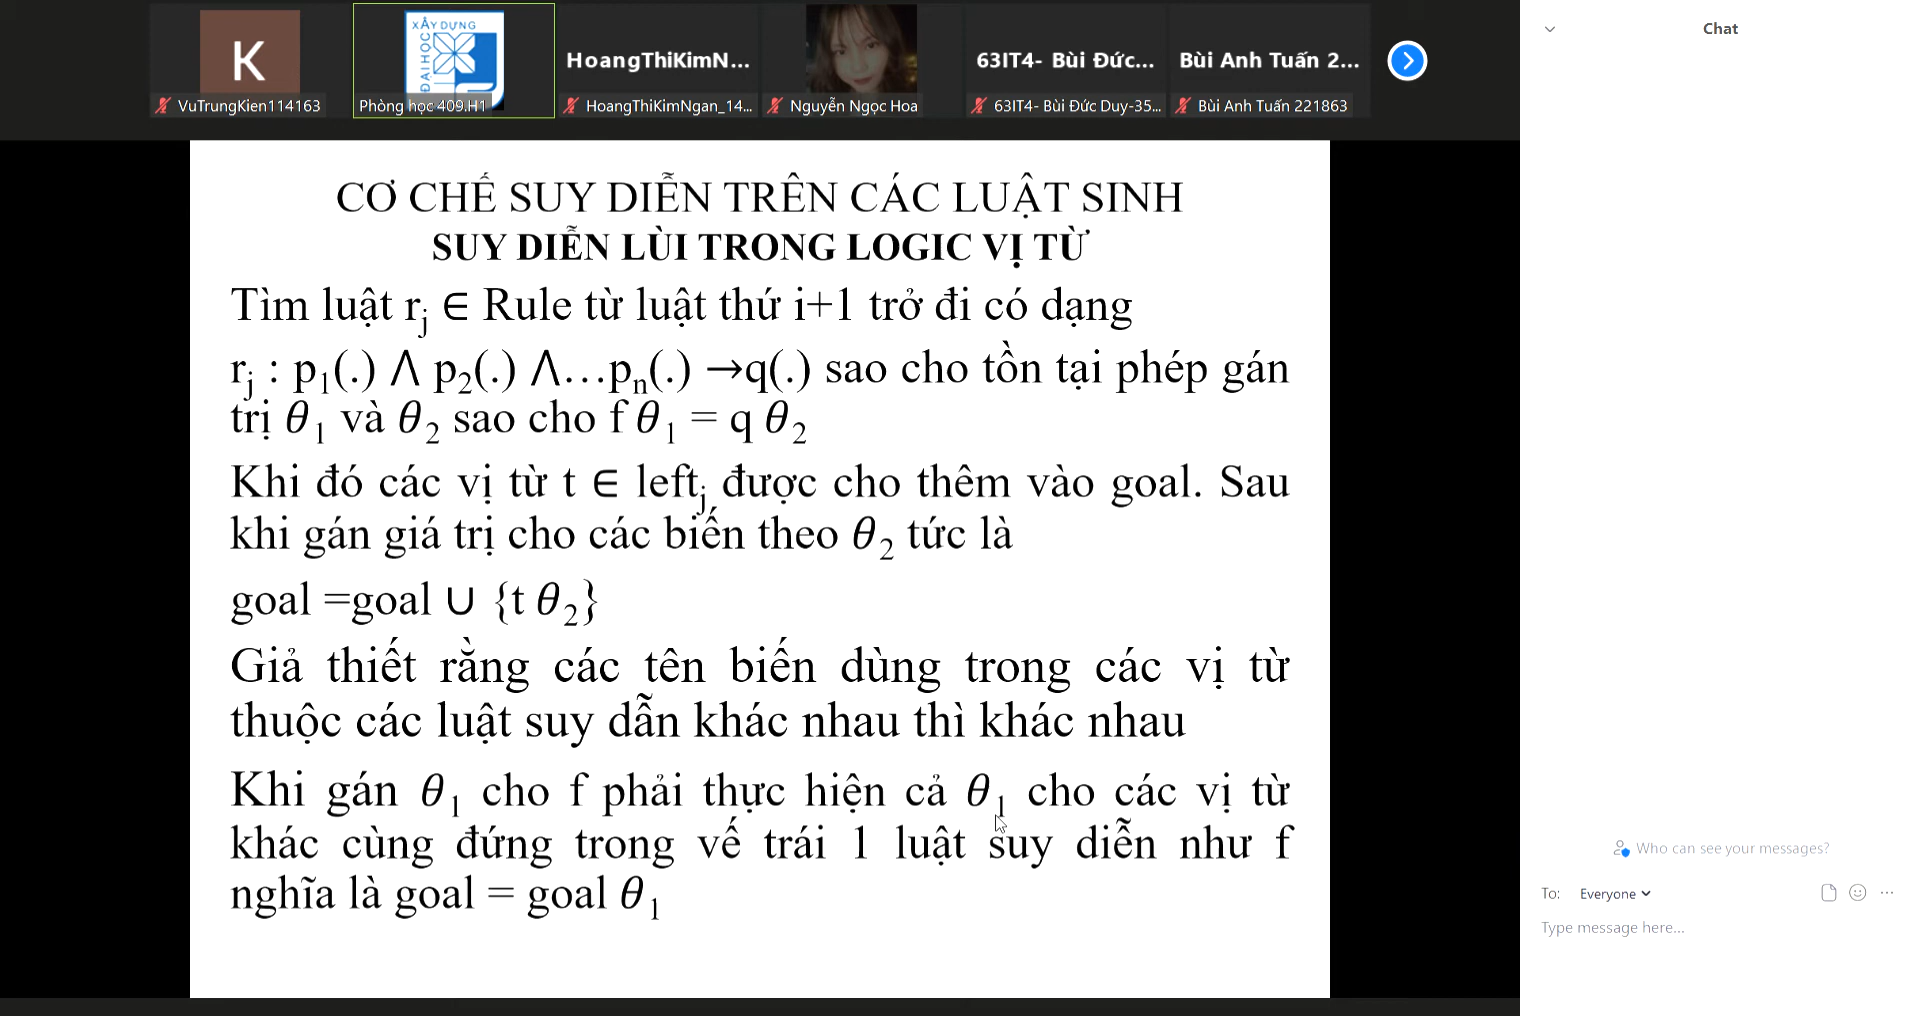 XÂY DỰNG
ĐẠI HỌC
K
HoangThiKimN...
63IT4- Bùi Đức...
Bùi Anh Tuấn 2...
VuTrungKien114163
Phòng học 409.H1
HoangThiKimNgan_14...
Nguyễn Ngọc Hoa
63IT4- Bùi Đức Duy-35...
Bùi Anh Tuấn 221863
CƠ CHẾ SUY DIỄN TRÊN CÁC LUẬT SINH
SUY DIỄN LÙI TRONG LOGIC VỊ TỪ
Tìm luật rj ∈ Rule từ luật thứ i+1 trở đi có dạng
rj : p1(.) Λ p2(.) Λ...pn(.) →q(.) sao cho tồn tại phép gán
trị θ1 và θ2 sao cho f θ1 = q θ2
Khi đó các vị từ t ∈ leftj được cho thêm vào goal. Sau
khi gán giá trị cho các biến theo θ2 tức là
goal =goal ∪ {t θ2}
Giả thiết rằng các tên biến dùng trong các vị từ
thuộc các luật suy dẫn khác nhau thì khác nhau
Khi gán θ1 cho f phải thực hiện cả θ1 cho các vị từ
khác cùng đứng trong vế trái 1 luật suy diễn như f
nghĩa là goal = goal θ1
Chat
Who can see your messages?
To: Everyone
Type message here...